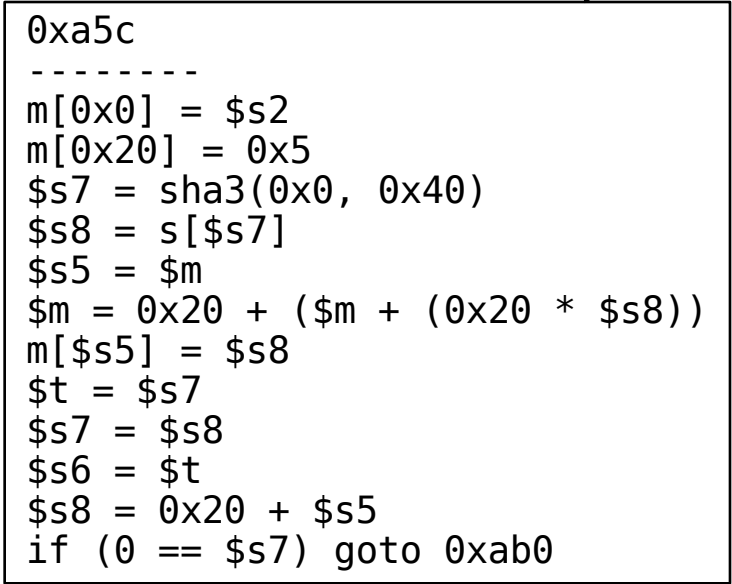 0xa5c
--------
m[0x0] = $s2
m[0x20] = 0x5
$s7 = sha3(0x0, 0x40)
$s8 = s[$s7]
$s5 = $m
$m = 0x20 + ($m + (0x20 * $s8))
m[$s5] = $s8
$t = $s7
$s7 = $s8
$s6 = $t
$s8 = 0x20 + $s5
if (0 == $s7) goto 0xab0